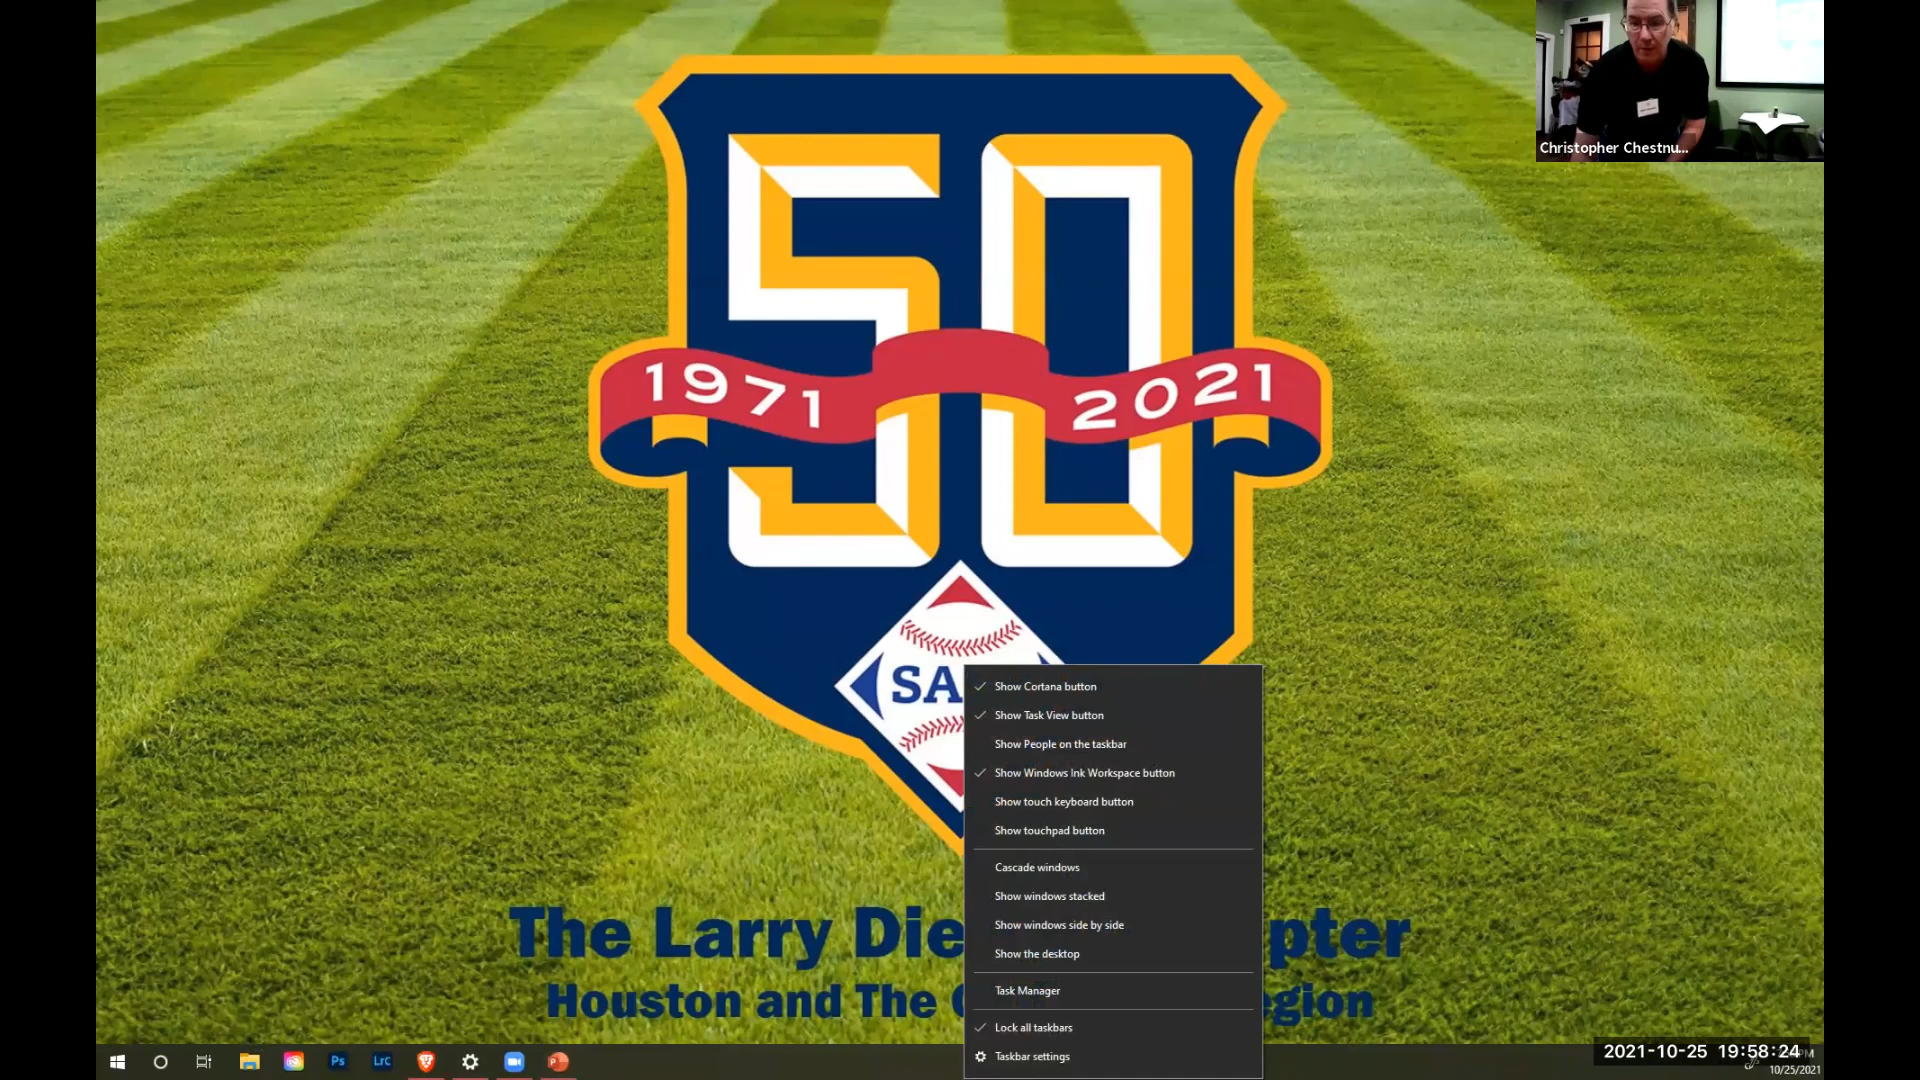 Christopher Chestnu...
50
1971
2021
SA
Show Cortana button
Show Task View button
Show People on the taskbar
Show Windows Ink Workspace button
Show touch keyboard button
Show touchpad button
Cascade windows
Show windows stacked
Show windows side by side
Show the desktop
Task Manager
Lock all taskbars
Taskbar settings
The Larry Die pter
Houston and The egion
Ps
LrC
P
2021-10-25 19:58:24
10/25/2021